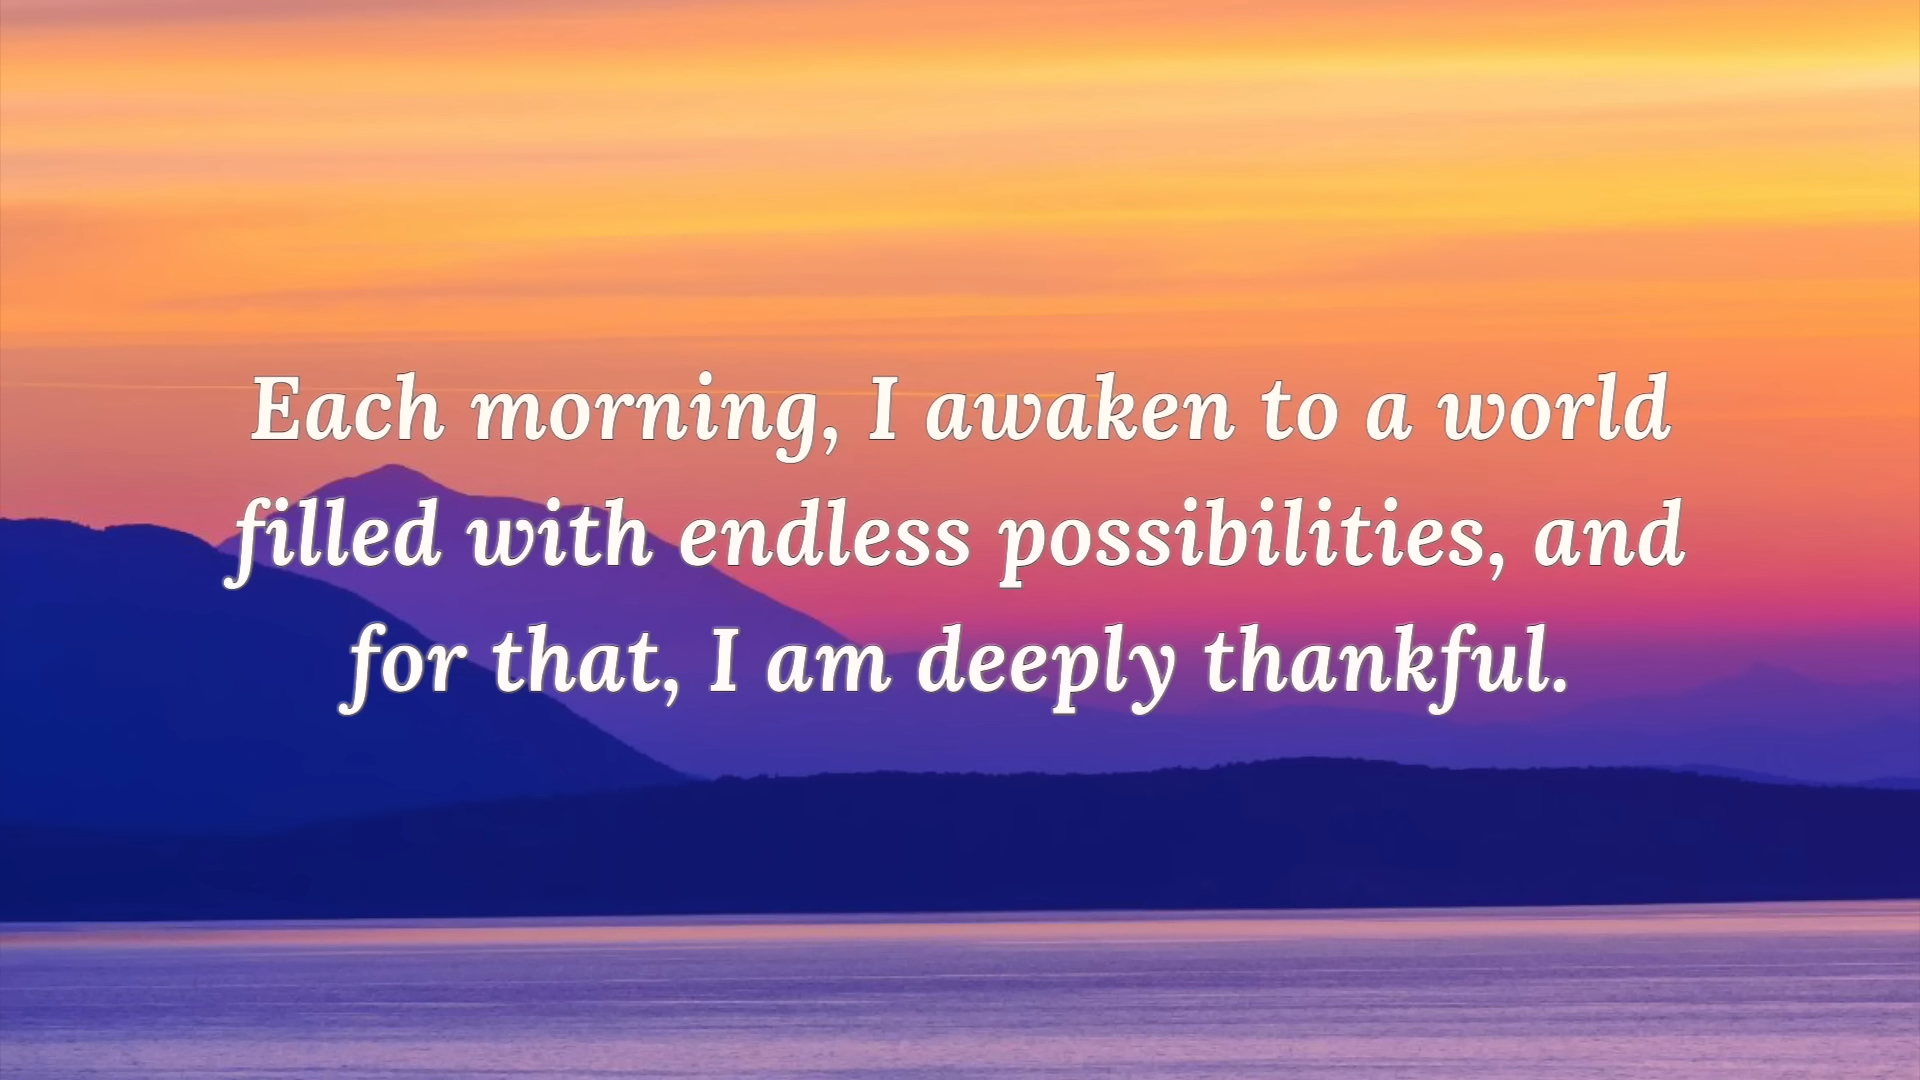 Each morning, I awaken to a world
filled with endless possibilities, and
for that, I am deeply thankful.